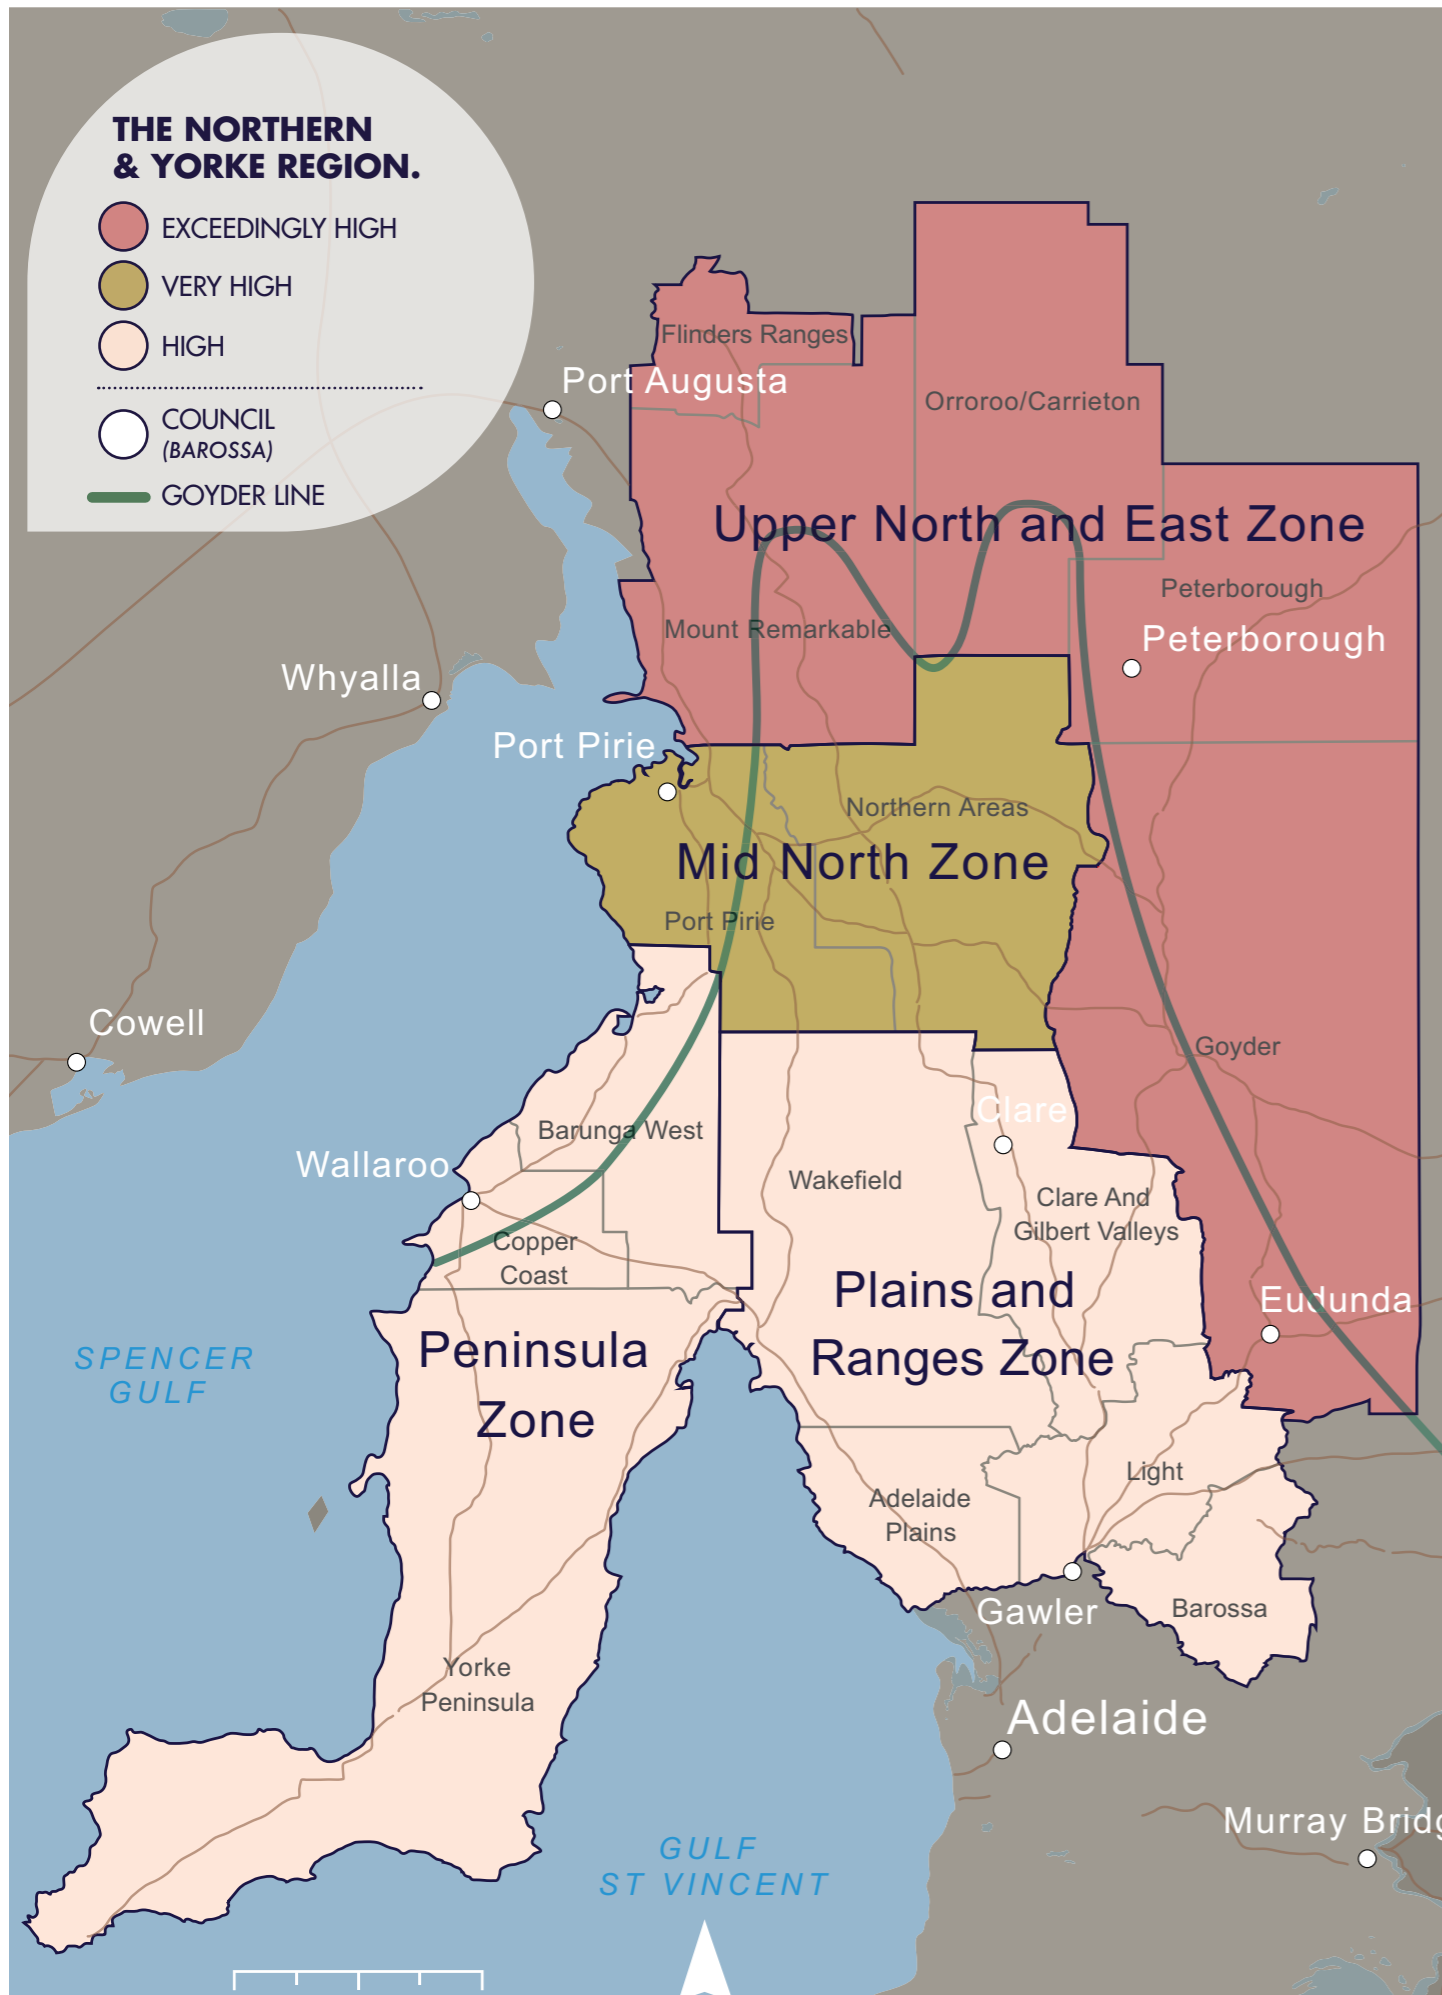 THE NORTHERN
& YORKE REGION.
EXCEEDINGLY HIGH
VERY HIGH
HIGH
COUNCIL
(BAROSSA)
GOYDER LINE
Flinders Ranges
Port Augusta
Orroroo/Carrieton
Upper North and East Zone
Peterborough
Mount Remarkable
Peterborough
Whyalla
Port Pirie
Northern Areas
Mid North Zone
Port Pirie
Cowell
Goyder
Clare
Barunga West
Wallaroo
Wakefield
Clare And
Gilbert Valleys
Copper
Coast
Plains and
Ranges Zone
Eudunda
Peninsula
Zone
SPENCER
GULF
Light
Adelaide
Plains
Gawler
Barossa
Yorke
Peninsula
Adelaide
Murray Bridg
GULF
ST VINCENT